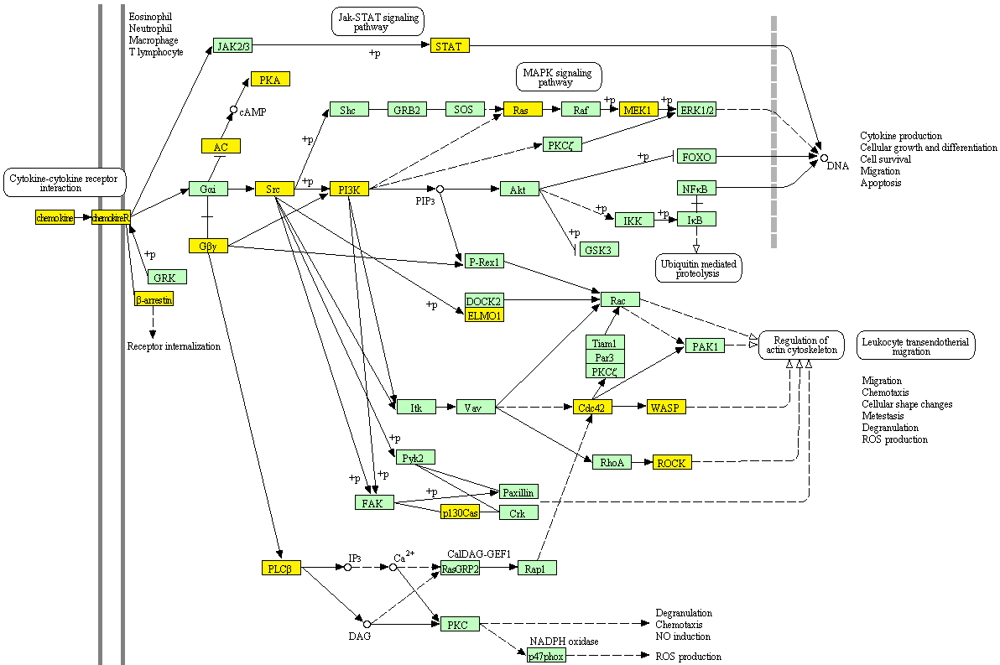 Eosinophil
Neutrophil
Macrophage
T lymphocyte
Jak-STAT signaling
pathway
JAK2/3
+p
STAT
PKA
cAMP
AC
MAPK signaling
pathway
Shc
GRB2
SOS
Ras
Raf
+p
MEK1
+p
ERK1/2
+p
PKCζ
+p
FOXO
DNA
Cytokine production
Cellular growth and differentiation
Cell survival
Migration
Apoptosis
Cytokine-cytokine receptor
interaction
chemokine
chemokineR
Gαi
Src
+p
PI3K
PIP3
Akt
NFκB
+p
IKK
+p
IκB
+p
GSK3
Ubiquitin mediated
proteolysis
Gβγ
+p
GRK
β-arrestin
Receptor internalization
P-Rex1
DOCK2
+p
ELMO1
Rac
Tiam1
Par3
PKCζ
PAK1
Regulation of
actin cytoskeleton
Leukocyte transendotherial
migration
Migration
Chemotaxis
Cellular shape changes
Metestasis
Degranulation
ROS production
Itk
Vav
Cdc42
WASP
+p
Pyk2
RhoA
ROCK
+p
+p
FAK
+p
Paxillin
p130Cas
Crk
PLCβ
IP3
Ca2+
CalDAG-GEF1
RasGRP2
Rap1
DAG
PKC
Degranulation
Chemotaxis
NO induction
NADPH oxidase
p47phox
ROS production